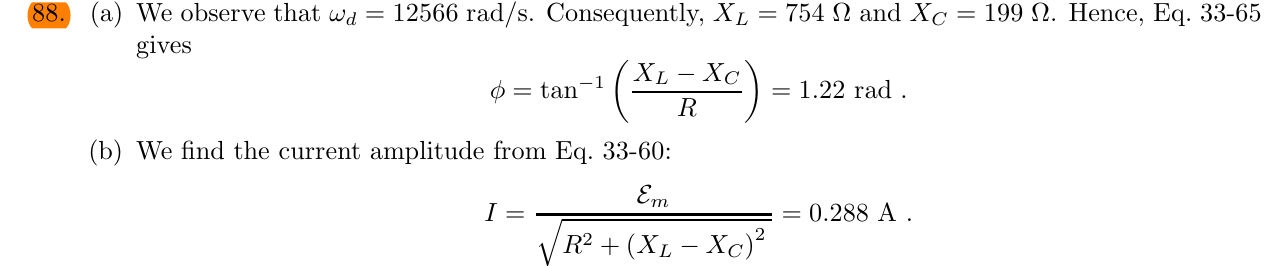 88. (a) We observe that ω_d = 12566 rad/s. Consequently, X_L = 754 Ω and X_C = 199 Ω. Hence, Eq. 33-65
gives
φ = tan⁻¹ ( (X_L − X_C) / R ) = 1.22 rad .
(b) We find the current amplitude from Eq. 33-60:
I = ℰ_m / √( R² + (X_L − X_C)² ) = 0.288 A .